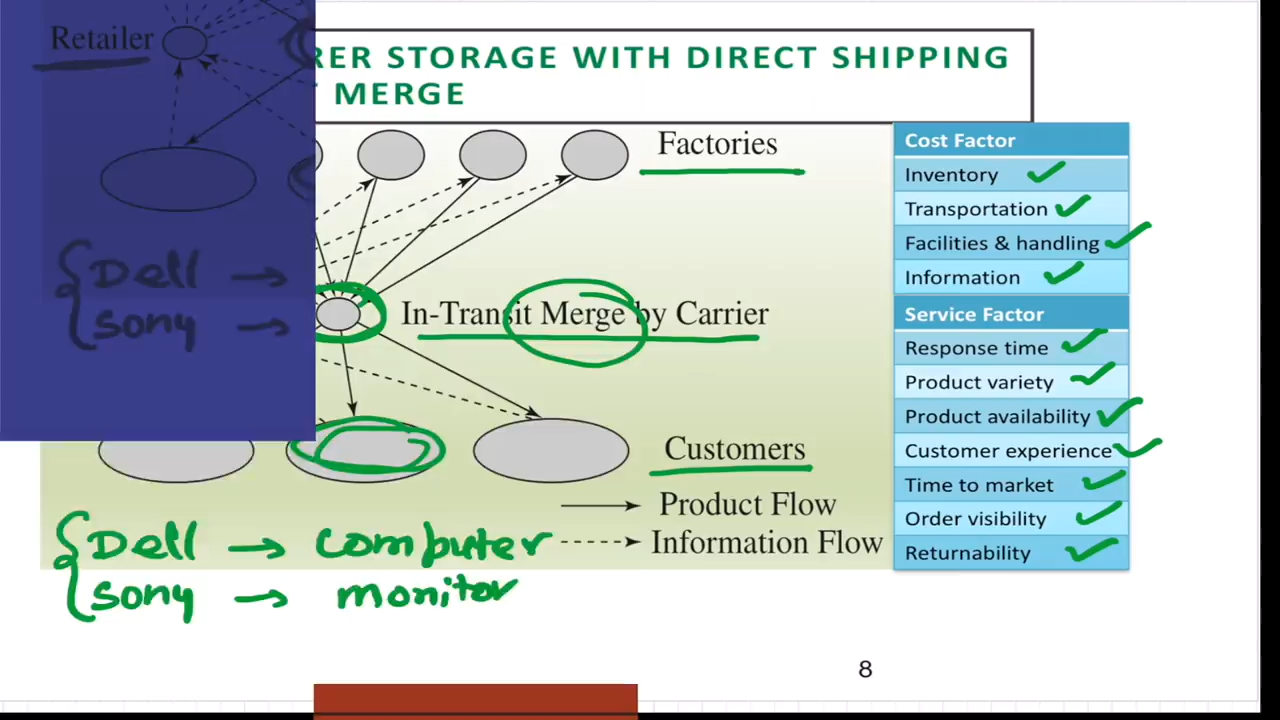 Retailer
RER STORAGE WITH DIRECT SHIPPING
MERGE
Factories
Dell →
Sony →
In-Transit Merge by Carrier
Customers
Product Flow
Information Flow
Dell → computer
Sony → monitor
Cost Factor
Inventory
Transportation
Facilities & handling
Information
Service Factor
Response time
Product variety
Product availability
Customer experience
Time to market
Order visibility
Returnability
8